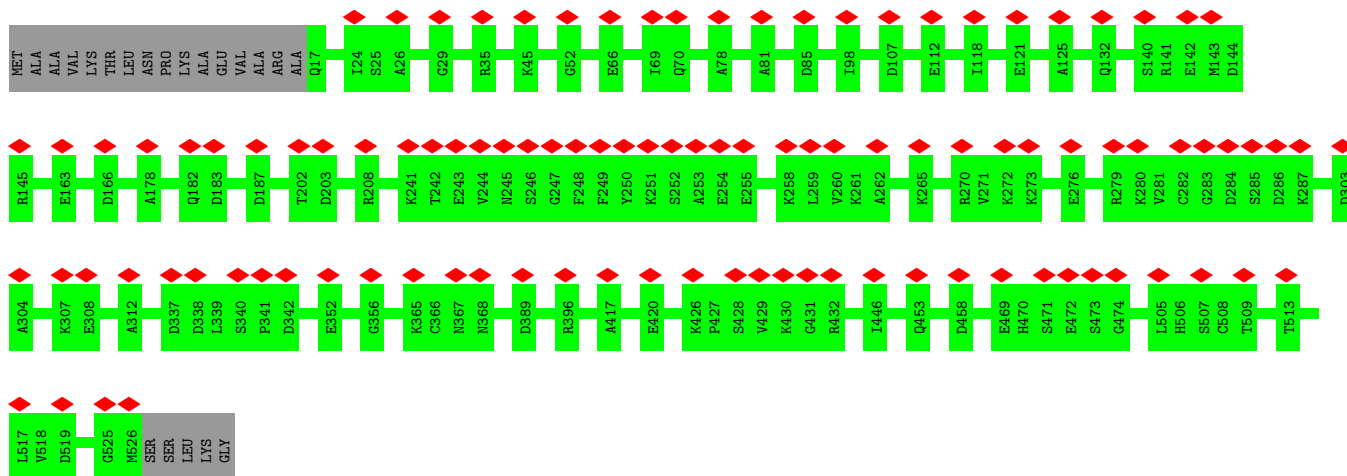 MET ALA ALA VAL LYS THR LEU ASN PRO LYS ALA GLU VAL ALA ARG ALA Q17 I24 S25 A26 G29 R35 K45 G52 E66 I69 Q70 A78 A81 D85 I98 D107 E112 I118 E121 A125 Q132 S140 R141 E142 M143 D144
R145 E163 D166 A178 Q182 D183 D187 T202 D203 R208 K241 T242 E243 V244 N245 S246 G247 F248 F249 Y250 K251 S252 A253 E254 E255 K258 L259 V260 K261 A262 K265 R270 V271 K272 K273 E276 R279 K280 V281 C282 G283 D284 S285 D286 K287 D303
A304 K307 E308 A312 D337 D338 L339 S340 P341 D342 E352 G356 K365 C366 N367 N368 D389 R396 A417 E420 K426 P427 S428 V429 K430 G431 R432 I446 Q453 D458 E469 H470 S471 E472 S473 G474 L505 H506 S507 C508 T509 T513
L517 V518 D519 G525 M526 SER SER LEU LYS GLY